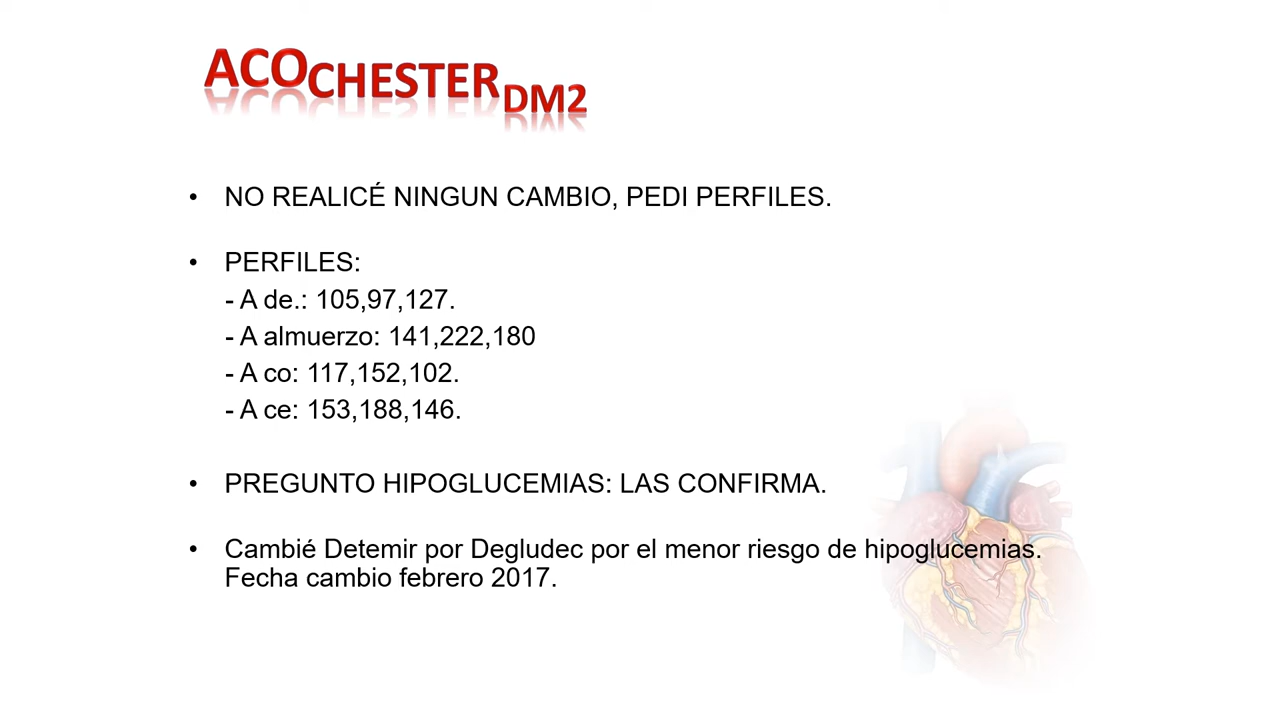 ACOCHESTERDM2
• NO REALICÉ NINGUN CAMBIO, PEDI PERFILES.
• PERFILES:
- A de.: 105,97,127.
- A almuerzo: 141,222,180
- A co: 117,152,102.
- A ce: 153,188,146.
• PREGUNTO HIPOGLUCEMIAS: LAS CONFIRMA.
• Cambié Detemir por Degludec por el menor riesgo de hipoglucemias.
Fecha cambio febrero 2017.